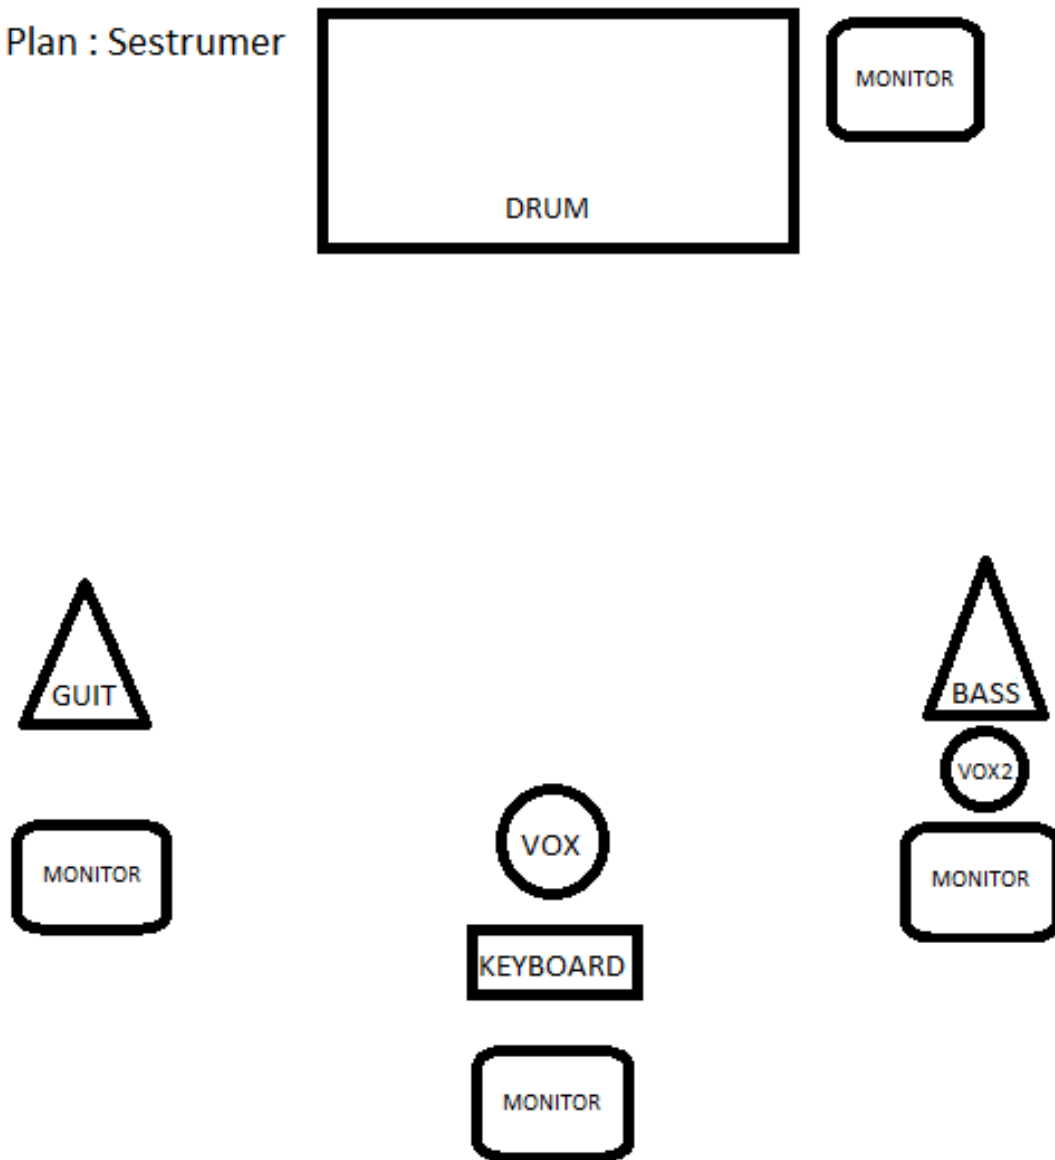 Plan : Sestrumer
MONITOR
DRUM
GUIT
BASS
VOX2
VOX
MONITOR
MONITOR
KEYBOARD
MONITOR